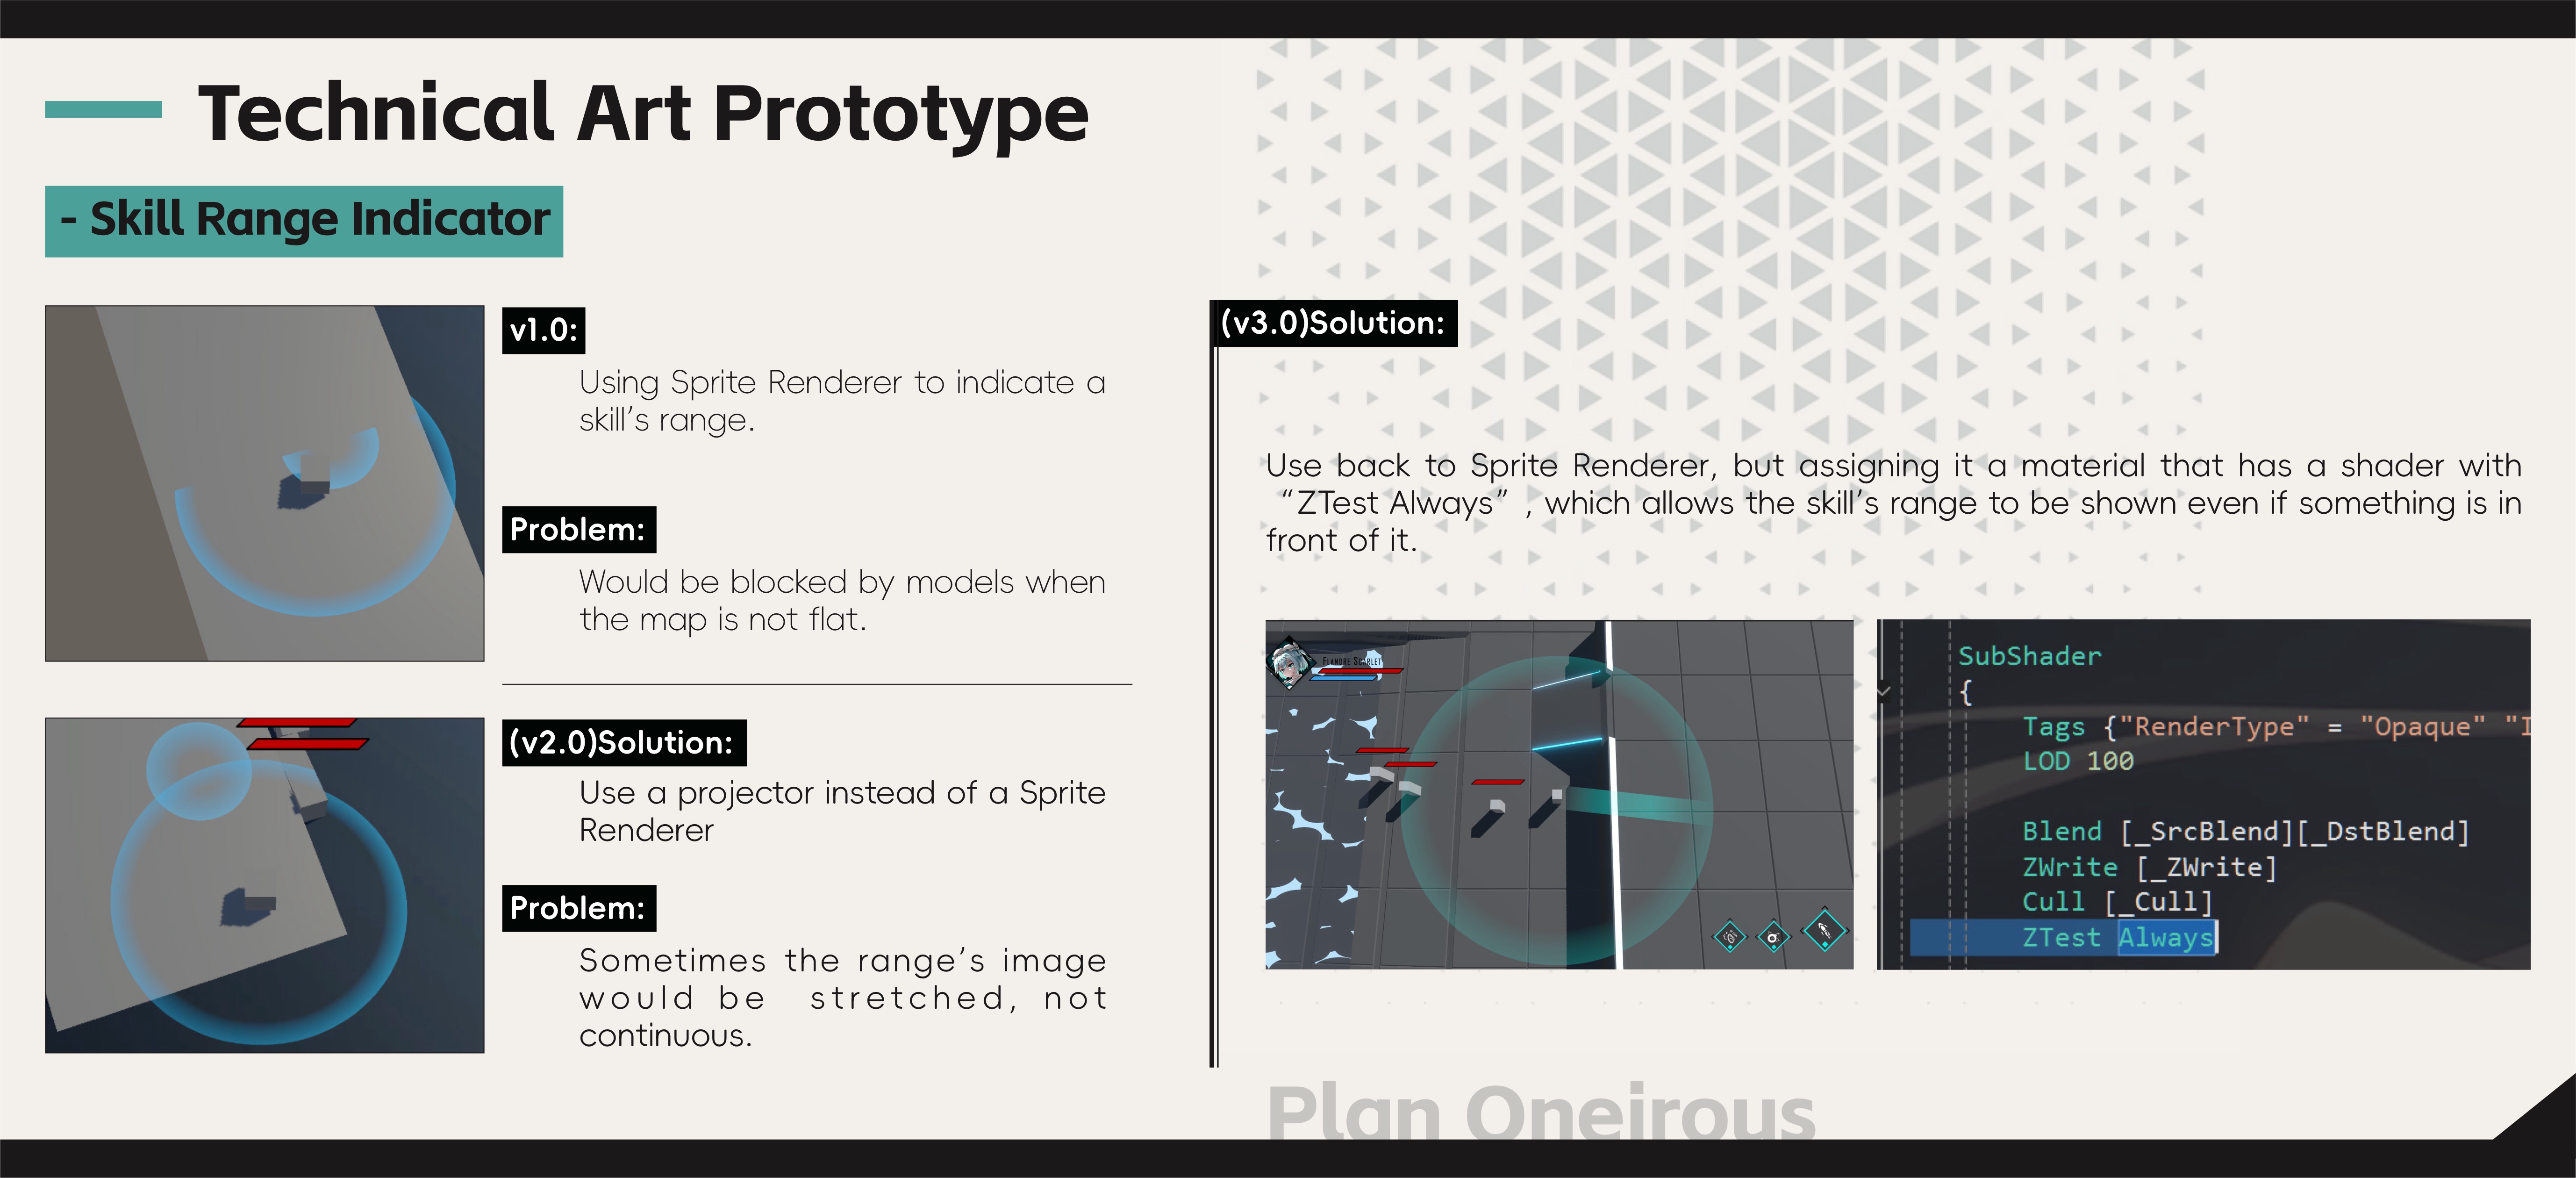 Technical Art Prototype
- Skill Range Indicator
v1.0:
Using Sprite Renderer to indicate a
skill’s range.
Problem:
Would be blocked by models when
the map is not flat.
(v2.0)Solution:
Use a projector instead of a Sprite
Renderer
Problem:
Sometimes the range’s image
would be stretched, not
continuous.
(v3.0)Solution:
Use back to Sprite Renderer, but assigning it a material that has a shader with
“ZTest Always” , which allows the skill’s range to be shown even if something is in
front of it.
Flandre Scarlet
SubShader
{
Tags {"RenderType" = "Opaque" "I
LOD 100
Blend [_SrcBlend][_DstBlend]
ZWrite [_ZWrite]
Cull [_Cull]
ZTest Always
Plan Oneirous